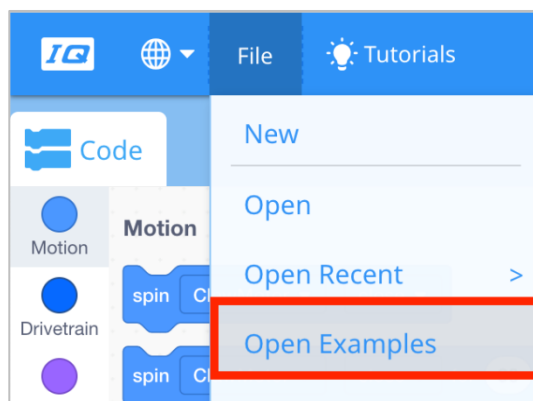 IQ
File
Tutorials
Code
New
Open
Open Recent >
Open Examples
Motion
Motion
Drivetrain
spin
spin